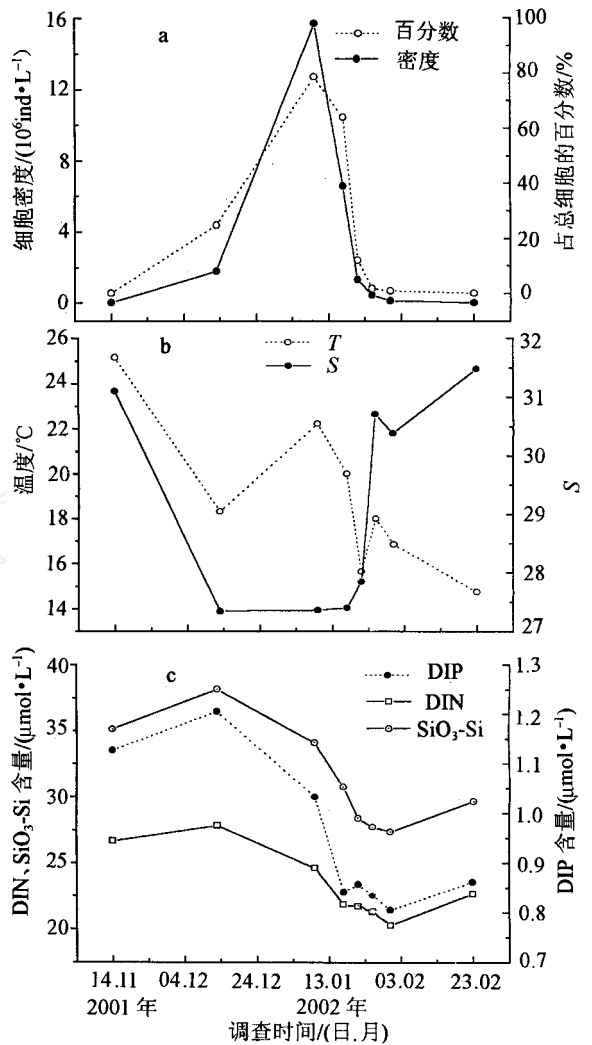 a
百分数
密度
16
12
8
4
0
细胞密度/(10⁶ind•L⁻¹)
100
80
60
40
20
0
占总细胞的百分数/%
b
T
S
26
24
22
20
18
16
14
温度/℃
32
31
30
29
28
27
S
c
DIP
DIN
SiO₃-Si
40
35
30
25
20
DIN、SiO₃-Si 含量/(μmol•L⁻¹)
1.3
1.2
1.1
1.0
0.9
0.8
0.7
DIP 含量/(μmol•L⁻¹)
14.11 04.12 24.12 13.01 03.02 23.02
2001 年 2002 年
调查时间/(日.月)